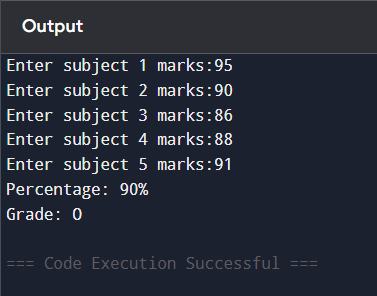 Output
Enter subject 1 marks:95
Enter subject 2 marks:90
Enter subject 3 marks:86
Enter subject 4 marks:88
Enter subject 5 marks:91
Percentage: 90%
Grade: O
=== Code Execution Successful ===